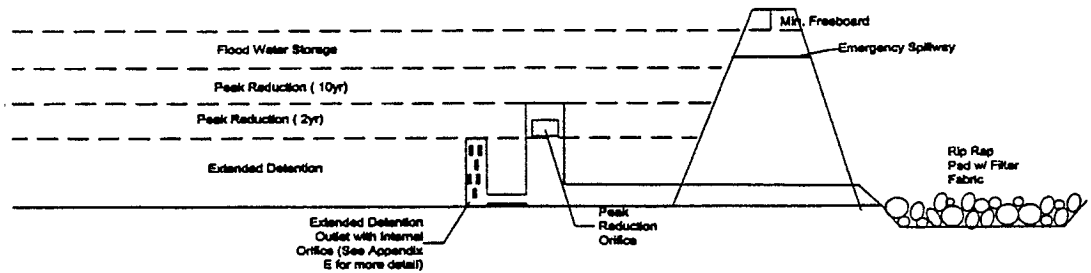 Min. Freeboard
Flood Water Storage
Emergency Spillway
Peak Reduction ( 10yr)
Peak Reduction ( 2yr)
Extended Detention
Rip Rap
Pad w/ Filter
Fabric
Extended Detention
Outlet with Internal
Orifice (See Appendix
E for more detail)
Peak
Reduction
Orifice